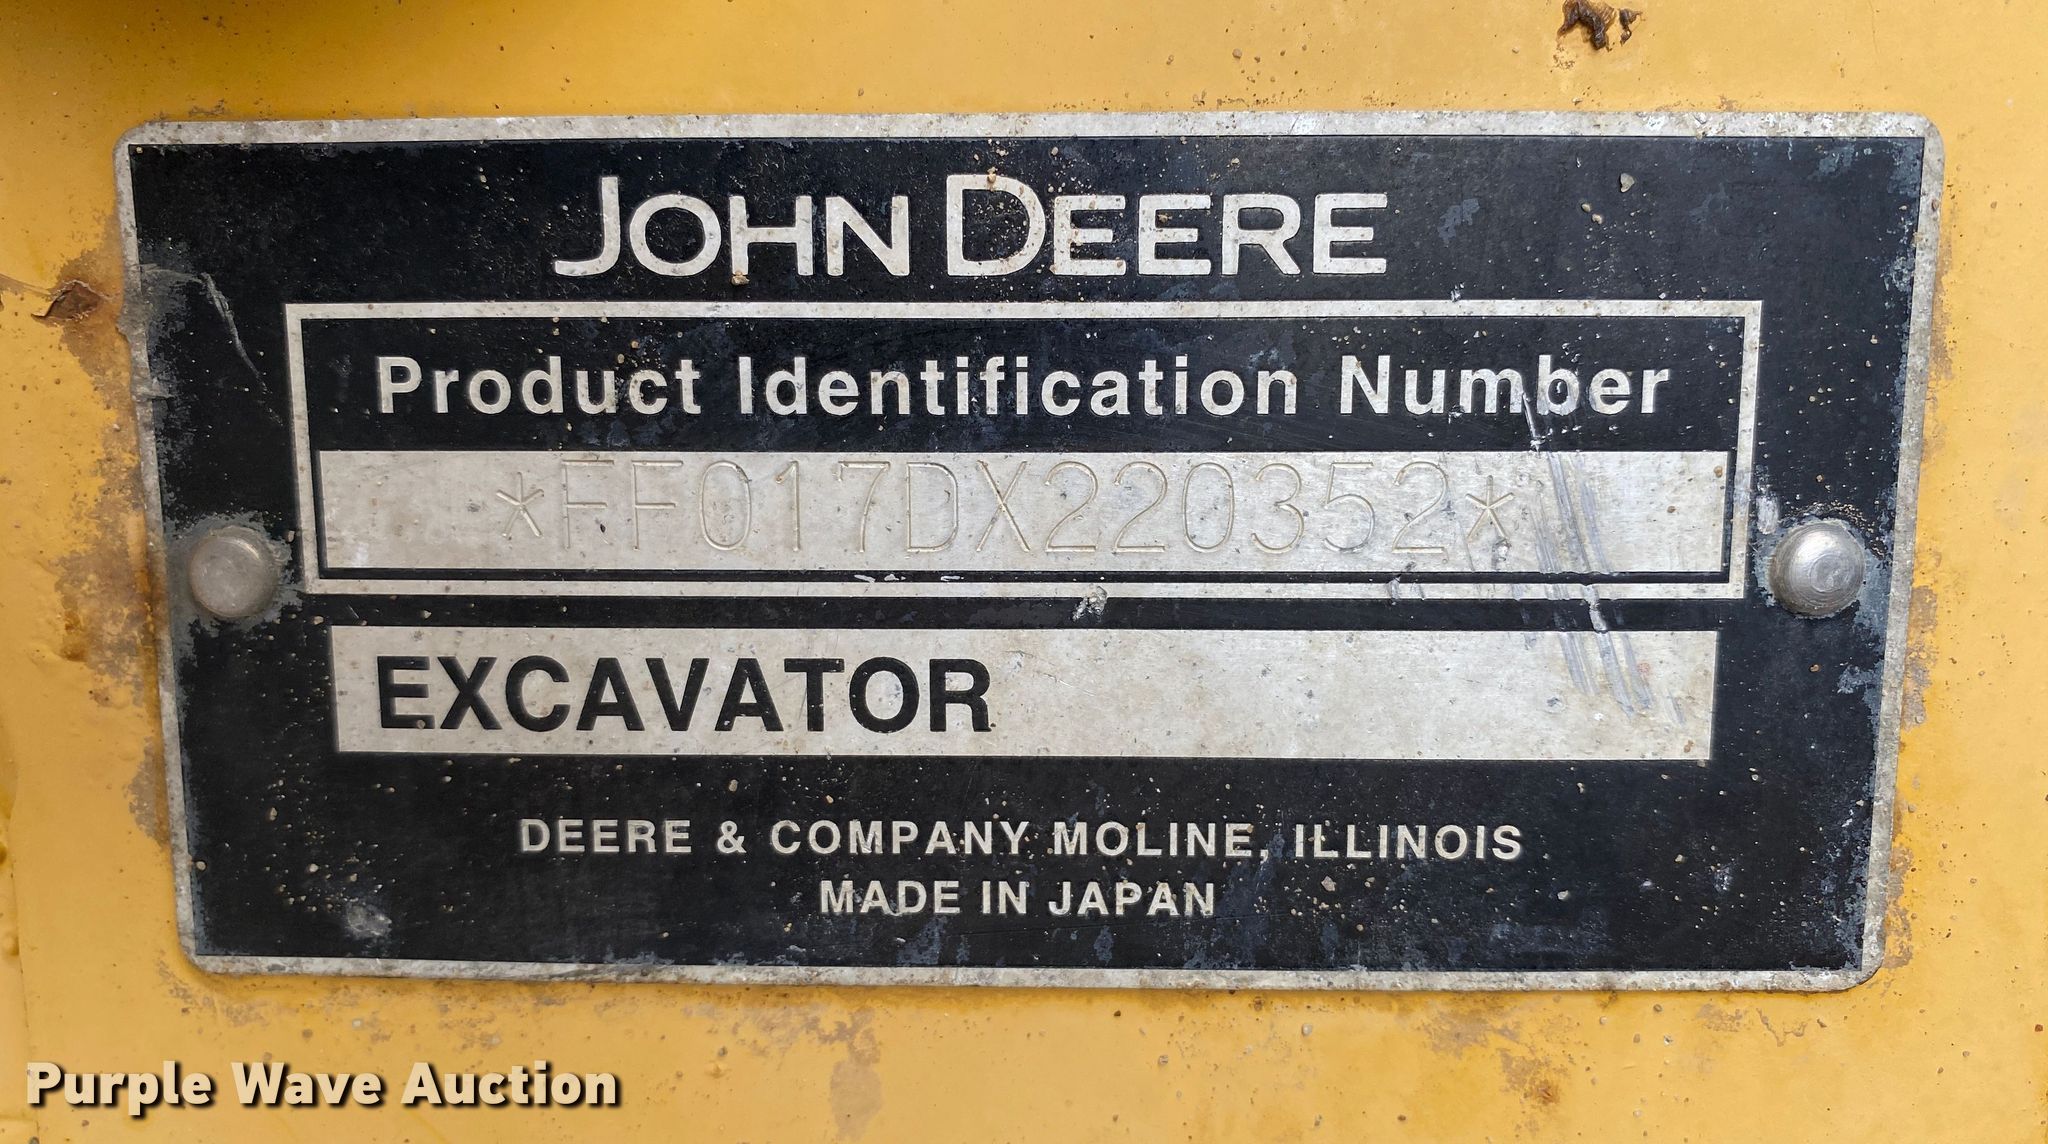 JOHN DEERE
Product Identification Number
*FF017DX220352*
EXCAVATOR
DEERE & COMPANY MOLINE, ILLINOIS
MADE IN JAPAN
Purple Wave Auction